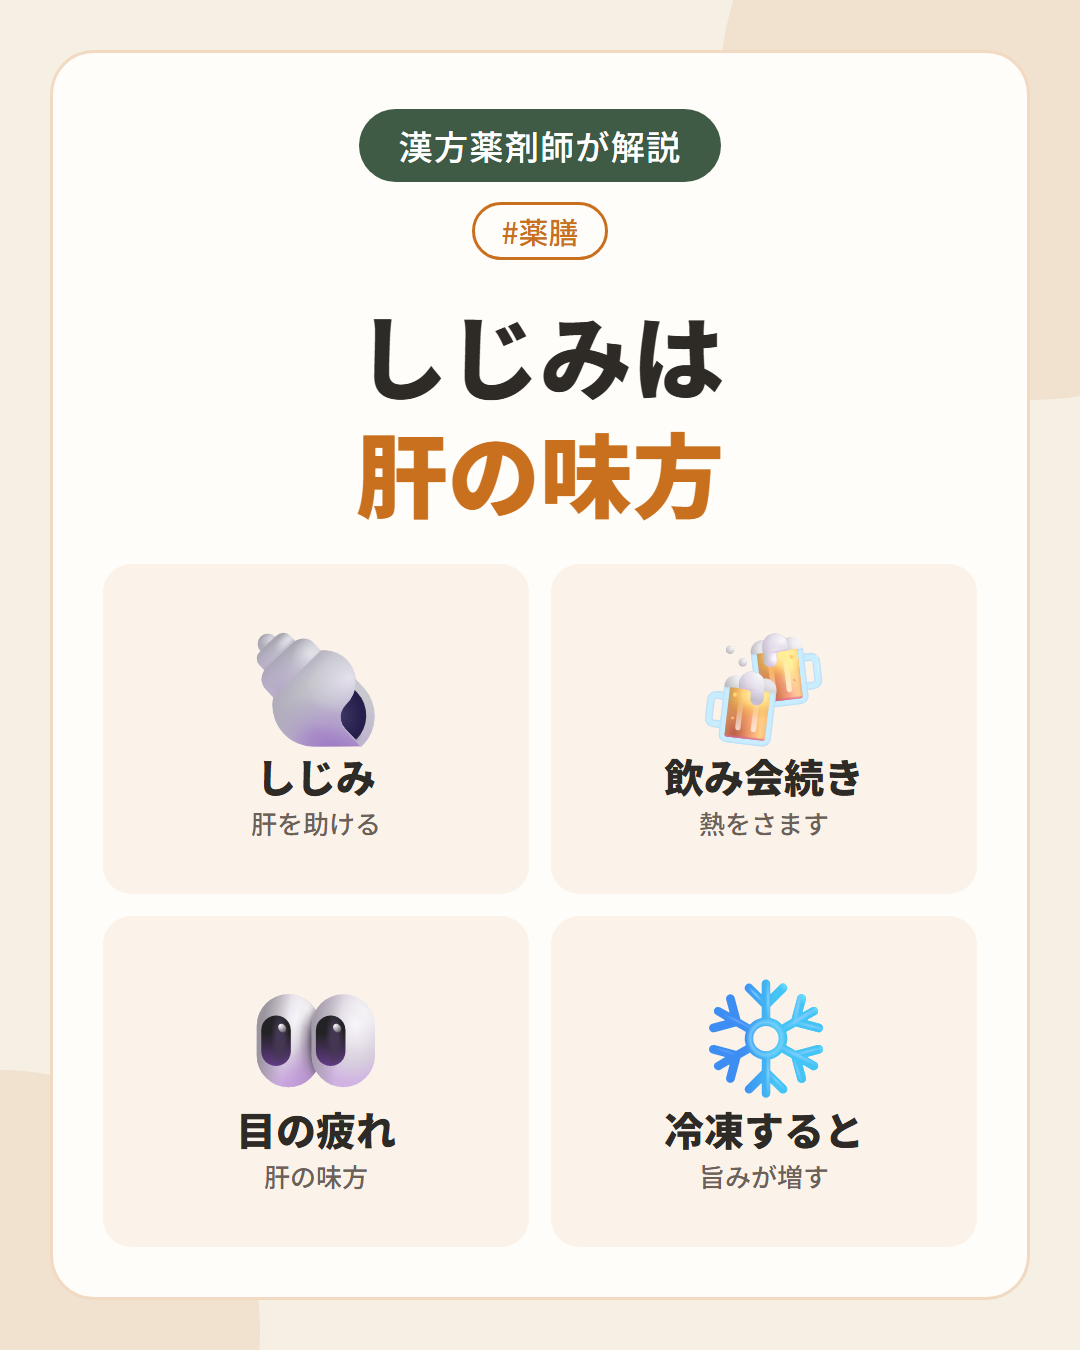 漢方薬剤師が解説
#薬膳
しじみは
肝の味方
しじみ
肝を助ける
飲み会続き
熱をさます
目の疲れ
肝の味方
冷凍すると
旨みが増す